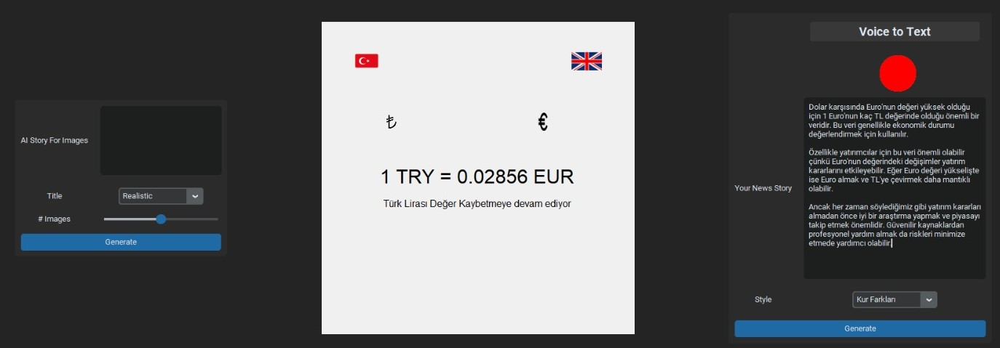 AI Story For Images
Title
Realistic
# Images
Generate
₺
€
1 TRY = 0.02856 EUR
Türk Lirası Değer Kaybetmeye devam ediyor
Voice to Text
Your News Story
Dolar karşısında Euro'nun değeri yüksek olduğu
için 1 Euro'nun kaç TL değerinde olduğu önemli bir
veridir. Bu veri genellikle ekonomik durumu
değerlendirmek için kullanılır.
Özellikle yatırımcılar için bu veri önemli olabilir
çünkü Euro'nun değerindeki değişimler yatırım
kararlarını etkileyebilir. Eğer Euro değeri yükselişte
ise Euro almak ve TL'ye çevirmek daha mantıklı
olabilir.
Ancak her zaman söylediğimiz gibi yatırım kararları
almadan önce iyi bir araştırma yapmak ve piyasayı
takip etmek önemlidir. Güvenilir kaynaklardan
profesyonel yardım almak da riskleri minimize
etmede yardımcı olabilir.
Style
Kur Farkları
Generate